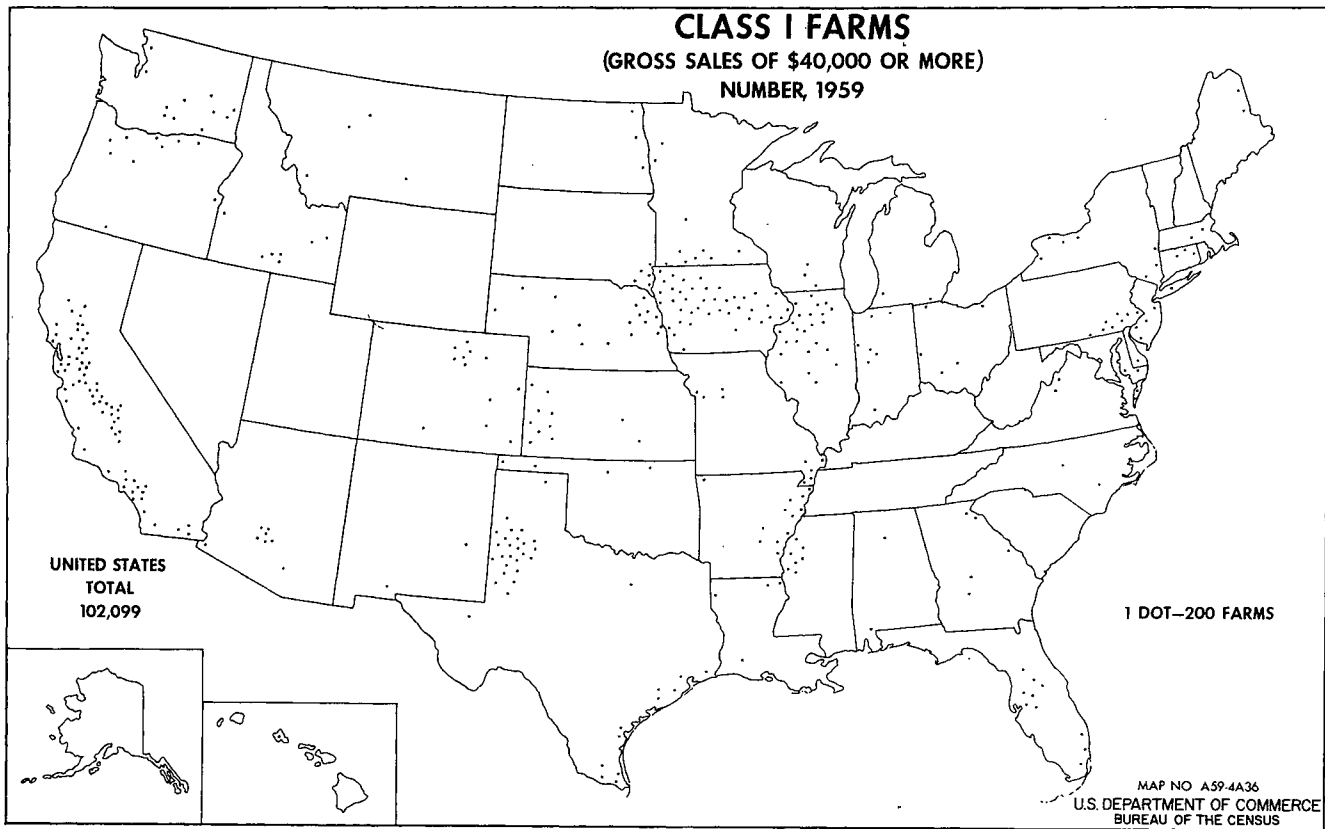 CLASS I FARMS
(GROSS SALES OF $40,000 OR MORE)
NUMBER, 1959
UNITED STATES
TOTAL
102,099
1 DOT—200 FARMS
MAP NO A59-4A36
U.S. DEPARTMENT OF COMMERCE
BUREAU OF THE CENSUS